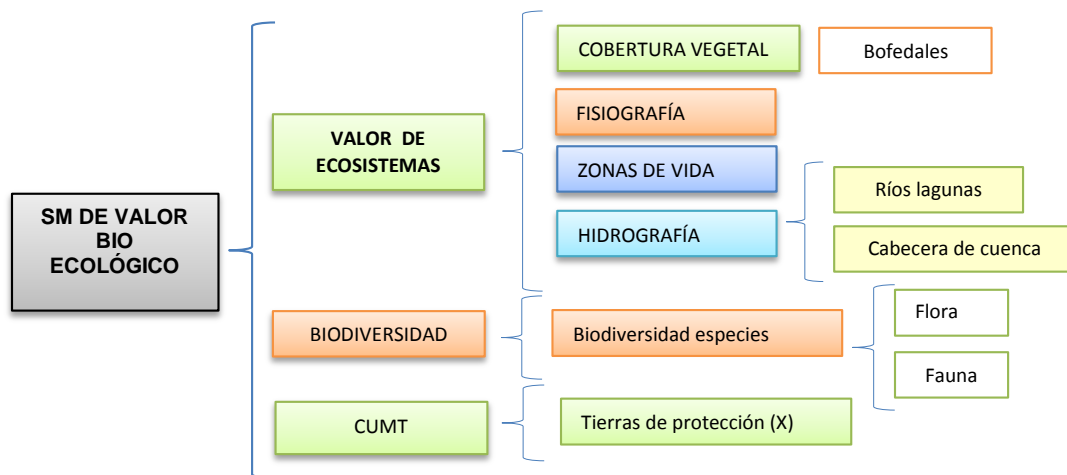 SM DE VALOR
BIO
ECOLÓGICO
VALOR DE
ECOSISTEMAS
COBERTURA VEGETAL
Bofedales
FISIOGRAFÍA
ZONAS DE VIDA
HIDROGRAFÍA
Ríos lagunas
Cabecera de cuenca
BIODIVERSIDAD
Biodiversidad especies
Flora
Fauna
CUMT
Tierras de protección (X)